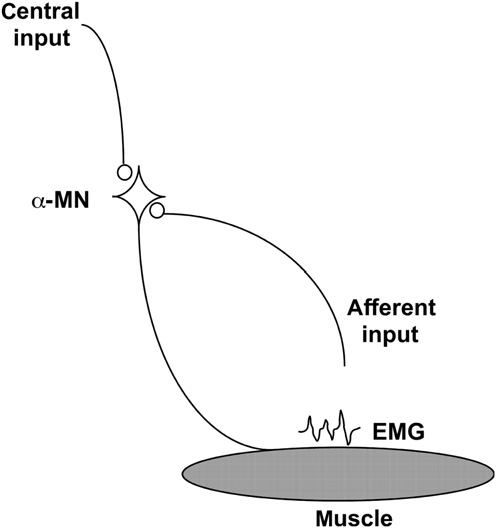 Central
input
α-MN
Afferent
input
EMG
Muscle